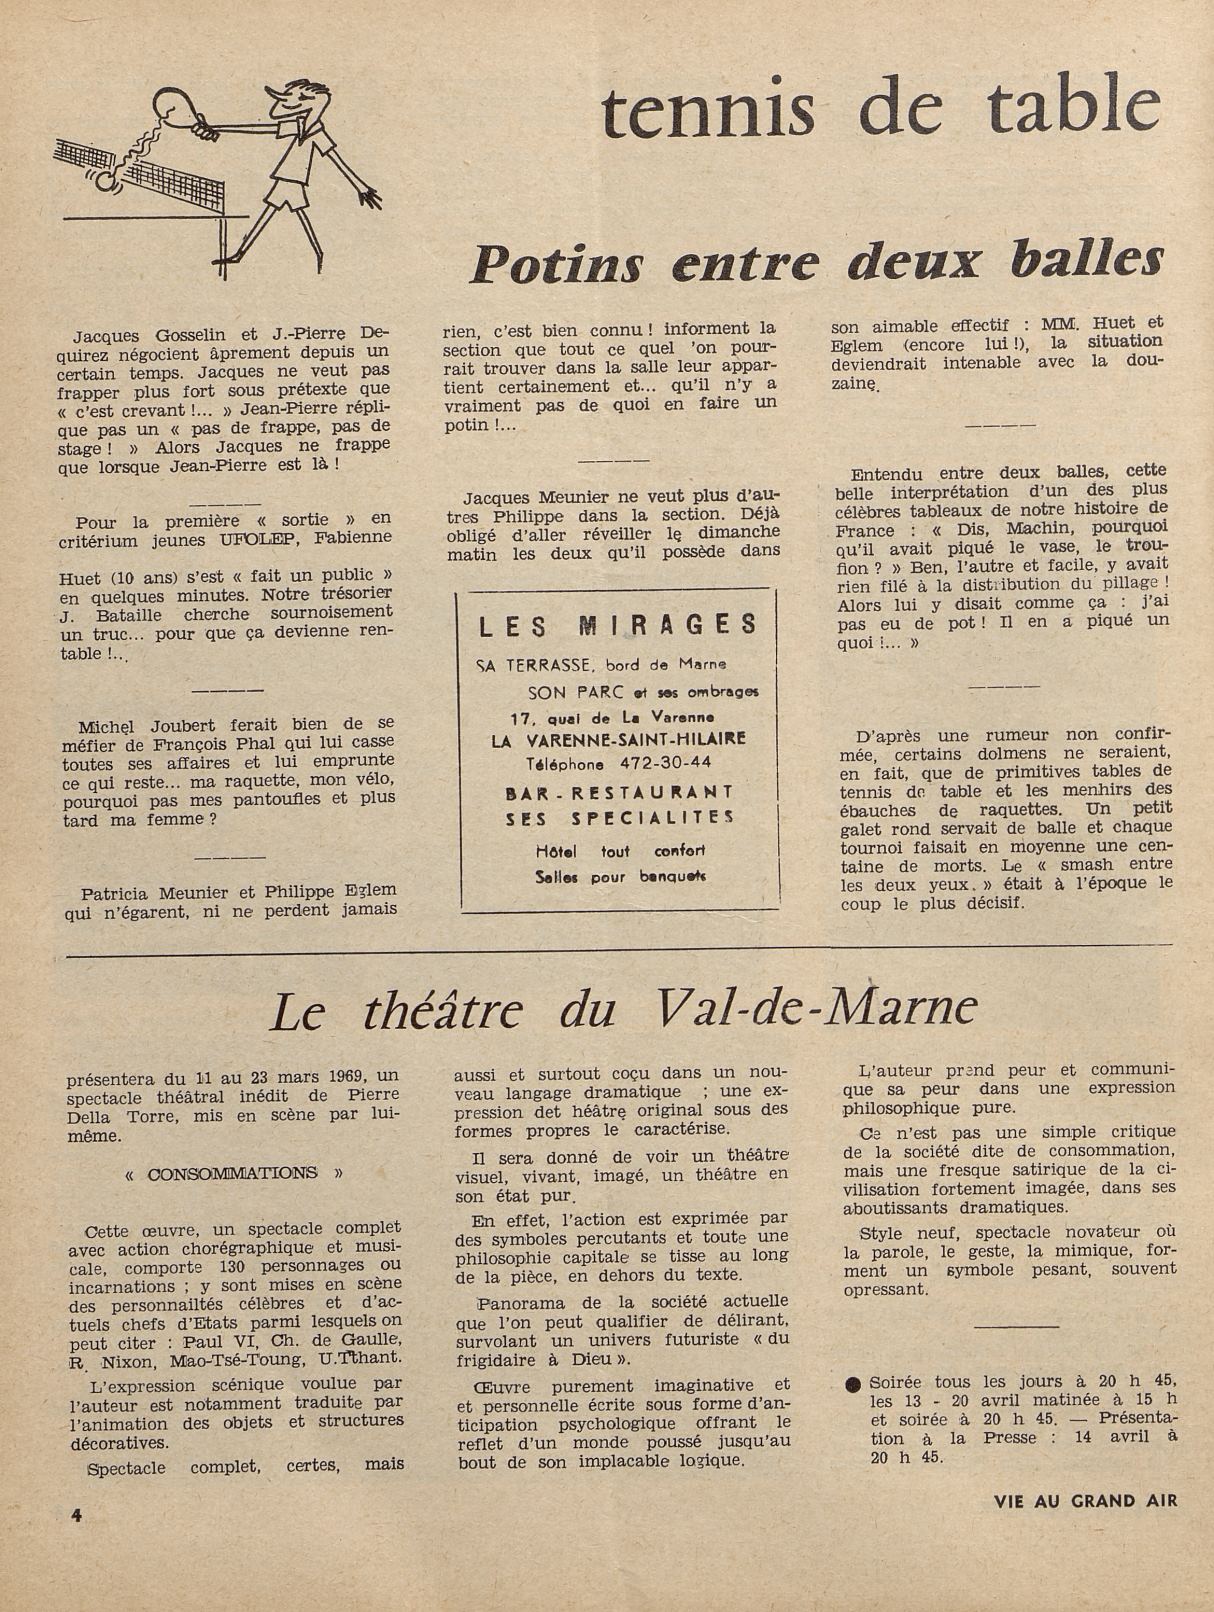 tennis de table
Potins entre deux balles
Jacques Gosselin et J.-Pierre De-
quirez négocient âprement depuis un
certain temps. Jacques ne veut pas
frapper plus fort sous prétexte que
« c'est crevant !... » Jean-Pierre répli-
que pas un « pas de frappe, pas de
stage ! » Alors Jacques ne frappe
que lorsque Jean-Pierre est là !
Pour la première « sortie » en
critérium jeunes UFOLEP, Fabienne
Huet (10 ans) s'est « fait un public »
en quelques minutes. Notre trésorier
J. Bataille cherche sournoisement
un truc... pour que ça devienne ren-
table !...
Michel Joubert ferait bien de se
méfier de François Phal qui lui casse
toutes ses affaires et lui emprunte
ce qui reste... ma raquette, mon vélo,
pourquoi pas mes pantoufles et plus
tard ma femme ?
Patricia Meunier et Philippe Eglem
qui n'égarent, ni ne perdent jamais
rien, c'est bien connu ! informent la
section que tout ce quel 'on pour-
rait trouver dans la salle leur appar-
tient certainement et... qu'il n'y a
vraiment pas de quoi en faire un
potin !...
Jacques Meunier ne veut plus d'au-
tres Philippe dans la section. Déjà
obligé d'aller réveiller le dimanche
matin les deux qu'il possède dans
LES MIRAGES
SA TERRASSE, bord de Marne
SON PARC et ses ombrages
17, quai de La Varenne
LA VARENNE-SAINT-HILAIRE
Téléphone 472-30-44
BAR-RESTAURANT
SES SPECIALITES
Hôtel tout confort
Salles pour banquets
son aimable effectif : MM. Huet et
Eglem (encore lui !), la situation
deviendrait intenable avec la dou-
zaine.
Entendu entre deux balles, cette
belle interprétation d'un des plus
célèbres tableaux de notre histoire de
France : « Dis, Machin, pourquoi
qu'il avait piqué le vase, le trou-
fion ? » Ben, l'autre et facile, y avait
rien filé à la distribution du pillage !
Alors lui y disait comme ça : j'ai
pas eu de pot ! Il en a piqué un
quoi !... »
D'après une rumeur non confir-
mée, certains dolmens ne seraient,
en fait, que de primitives tables de
tennis de table et les menhirs des
ébauches de raquettes. Un petit
galet rond servait de balle et chaque
tournoi faisait en moyenne une cen-
taine de morts. Le « smash entre
les deux yeux. » était à l'époque le
coup le plus décisif.
Le théâtre du Val-de-Marne
présentera du 11 au 23 mars 1969, un
spectacle théâtral inédit de Pierre
Della Torre, mis en scène par lui-
même.
« CONSOMMATIONS »
Cette œuvre, un spectacle complet
avec action chorégraphique et musi-
cale, comporte 130 personnages ou
incarnations ; y sont mises en scène
des personnailtés célèbres et d'ac-
tuels chefs d'Etats parmi lesquels on
peut citer : Paul VI, Ch. de Gaulle,
R. Nixon, Mao-Tsé-Toung, U.Tthant.
L'expression scénique voulue par
l'auteur est notamment traduite par
l'animation des objets et structures
décoratives.
Spectacle complet, certes, mais
aussi et surtout coçu dans un nou-
veau langage dramatique ; une ex-
pression det héâtre original sous des
formes propres le caractérise.
Il sera donné de voir un théâtre
visuel, vivant, imagé, un théâtre en
son état pur.
En effet, l'action est exprimée par
des symboles percutants et toute une
philosophie capitale se tisse au long
de la pièce, en dehors du texte.
Panorama de la société actuelle
que l'on peut qualifier de délirant,
survolant un univers futuriste « du
frigidaire à Dieu ».
Œuvre purement imaginative et
et personnelle écrite sous forme d'an-
ticipation psychologique offrant le
reflet d'un monde poussé jusqu'au
bout de son implacable logique.
L'auteur prend peur et communi-
que sa peur dans une expression
philosophique pure.
Ce n'est pas une simple critique
de la société dite de consommation,
mais une fresque satirique de la ci-
vilisation fortement imagée, dans ses
aboutissants dramatiques.
Style neuf, spectacle novateur où
la parole, le geste, la mimique, for-
ment un symbole pesant, souvent
opressant.
● Soirée tous les jours à 20 h 45,
les 13 - 20 avril matinée à 15 h
et soirée à 20 h 45. — Présenta-
tion à la Presse : 14 avril à
20 h 45.
4
VIE AU GRAND AIR